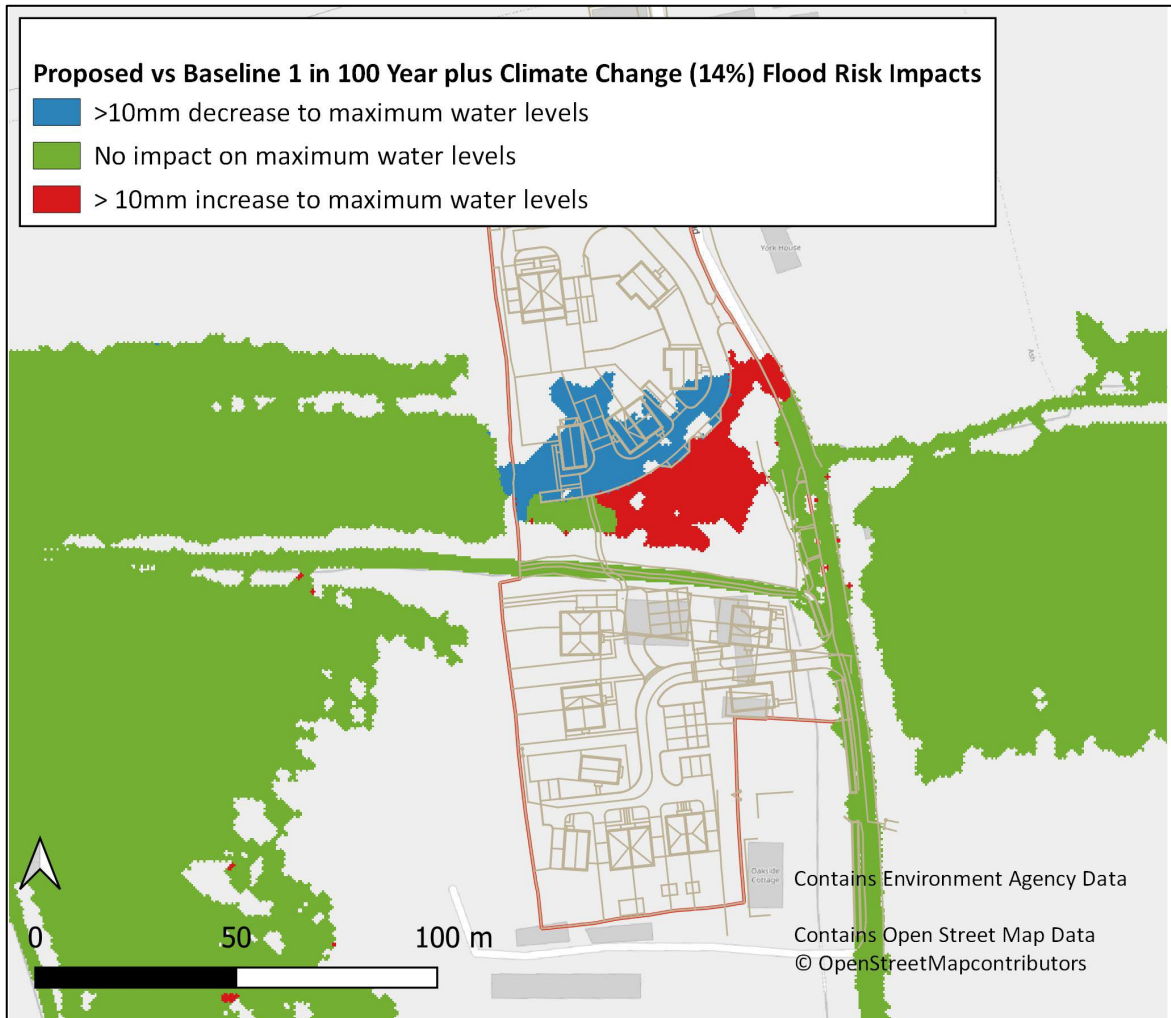 Proposed vs Baseline 1 in 100 Year plus Climate Change (14%) Flood Risk Impacts
>10mm decrease to maximum water levels
No impact on maximum water levels
> 10mm increase to maximum water levels
York House
Ash
Oakside
Cottage
Contains Environment Agency Data
0 50 100 m
Contains Open Street Map Data
© OpenStreetMapcontributors